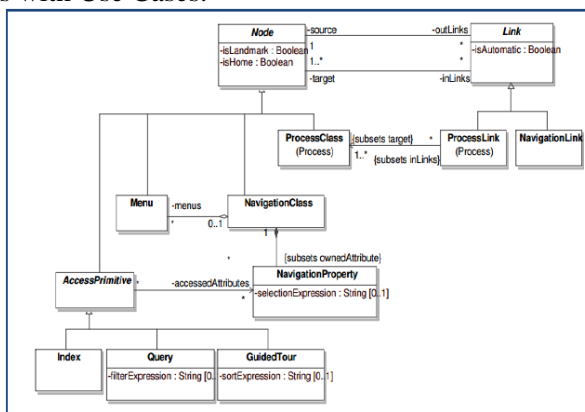 s with Use Cases.
Node
-isLandmark : Boolean
-isHome : Boolean
-source
-outLinks
1
*
1..*
*
-target
-inLinks
Link
-isAutomatic : Boolean
ProcessClass
(Process)
{subsets target}
*
1..*
{subsets inLinks}
ProcessLink
(Process)
NavigationLink
Menu
-menus
*
0..1
NavigationClass
1
*
{subsets ownedAttribute}
AccessPrimitive
*
-accessedAttributes
*
NavigationProperty
-selectionExpression : String [0..1]
Index
Query
-filterExpression : String [0..
GuidedTour
-sortExpression : String [0..1]